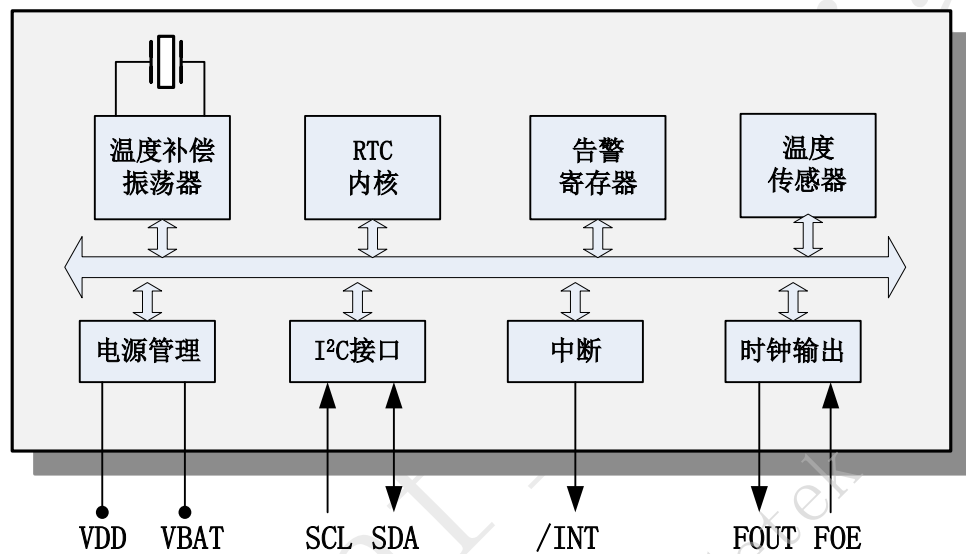 温度补偿
振荡器
RTC
内核
告警
寄存器
温度
传感器
电源管理
I²C接口
中断
时钟输出
VDD
VBAT
SCL
SDA
/INT
FOUT
FOE